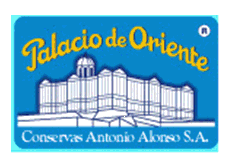 Palacio de Oriente ®
Conservas Antonio Alonso S.A.